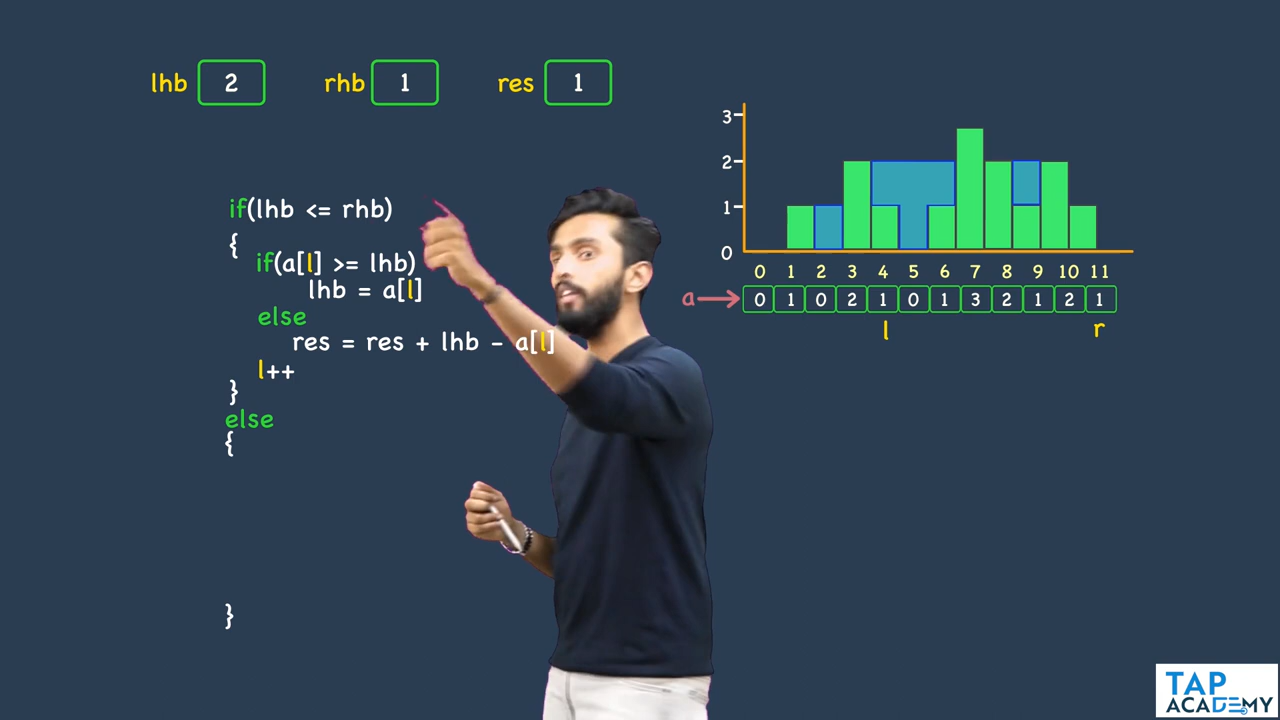 lhb 2 rhb 1 res 1
if(lhb <= rhb)
{
if(a[l] >= lhb)
lhb = a[l]
else
res = res + lhb - a[l]
l++
}
else
{
}
3
2
1
0
0 1 2 3 4 5 6 7 8 9 10 11
a 0 1 0 2 1 0 1 3 2 1 2 1
l r
TAP
ACADEMY